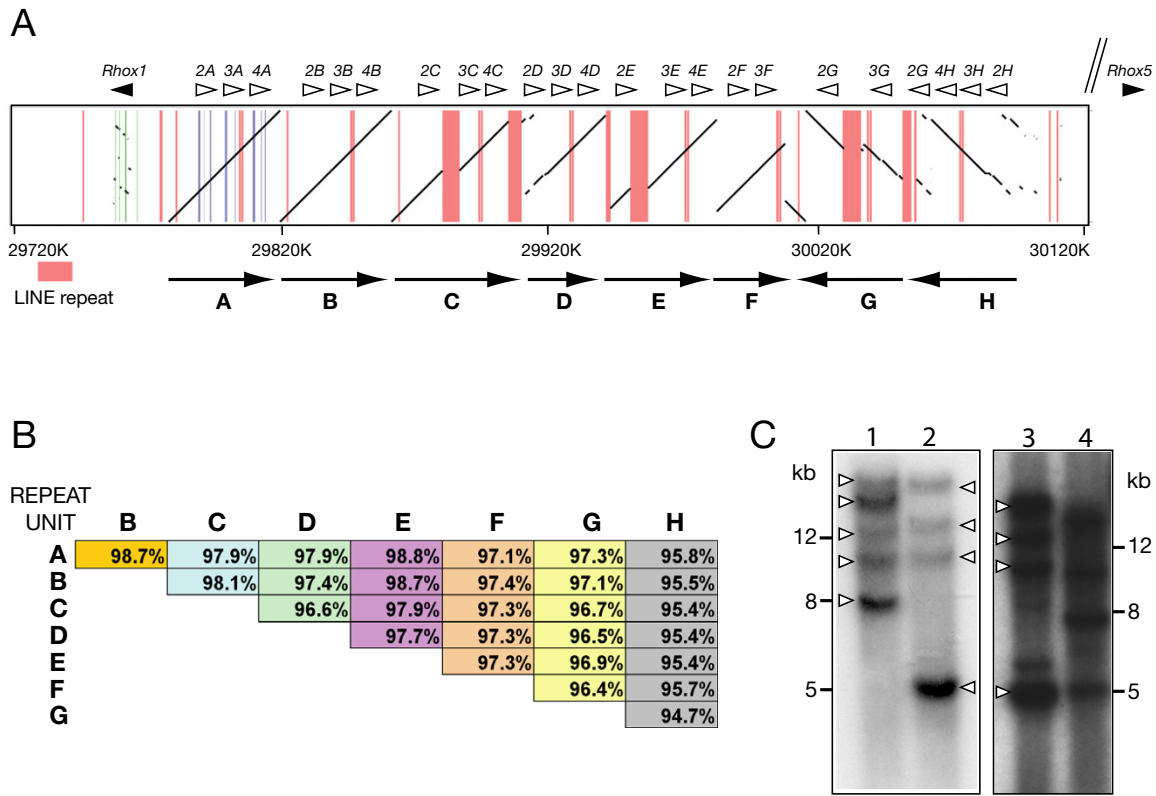 A
Rhox1 2A 3A 4A 2B 3B 4B 2C 3C 4C 2D 3D 4D 2E 3E 4E 2F 3F 2G 3G 2G 4H 3H 2H Rhox5
29720K 29820K 29920K 30020K 30120K
LINE repeat
A B C D E F G H
B
REPEAT
UNIT B C D E F G H
A 98.7% 97.9% 97.9% 98.8% 97.1% 97.3% 95.8%
B 98.1% 97.4% 98.7% 97.4% 97.1% 95.5%
C 96.6% 97.9% 97.3% 96.7% 95.4%
D 97.7% 97.3% 96.5% 95.4%
E 97.3% 96.9% 95.4%
F 96.4% 95.7%
G 94.7%
C
1 2 3 4
kb kb
12 12
8 8
5 5